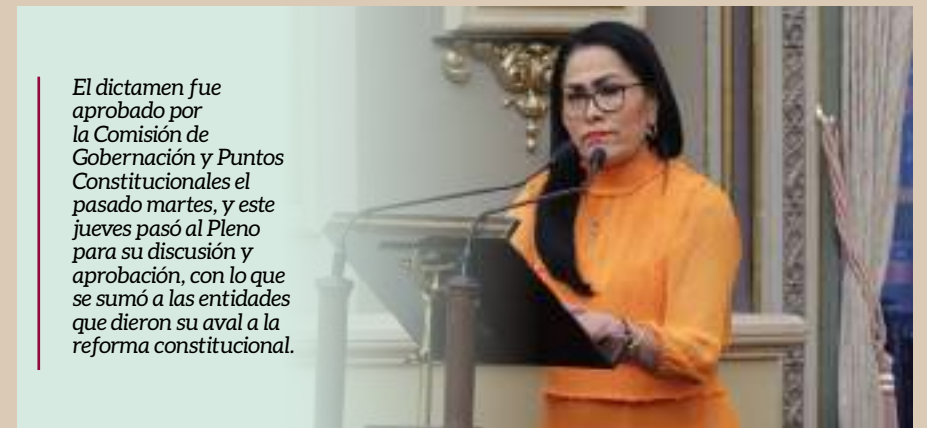 El dictamen fue
aprobado por
la Comisión de
Gobernación y Puntos
Constitucionales el
pasado martes, y este
jueves pasó al Pleno
para su discusión y
aprobación, con lo que
se sumó a las entidades
que dieron su aval a la
reforma constitucional.